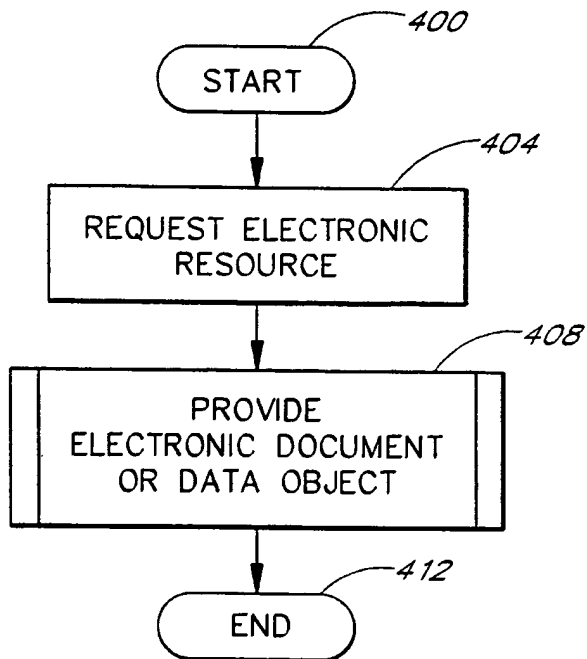 400
START
404
REQUEST ELECTRONIC
RESOURCE
408
PROVIDE
ELECTRONIC DOCUMENT
OR DATA OBJECT
412
END